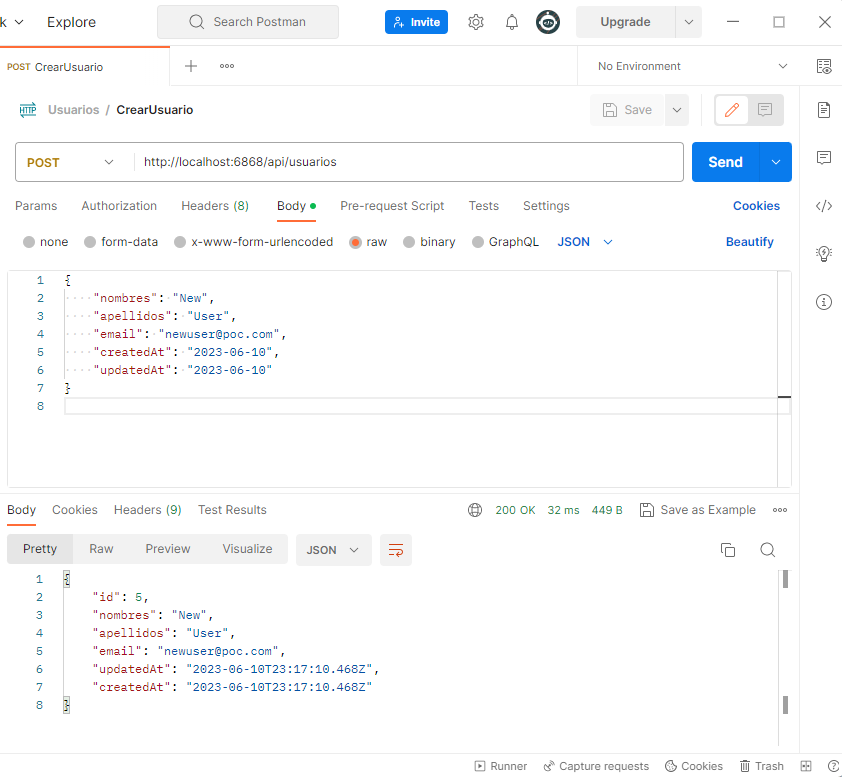 k Explore Search Postman Invite Upgrade
POST CrearUsuario No Environment
HTTP Usuarios / CrearUsuario Save
POST http://localhost:6868/api/usuarios Send
Params Authorization Headers (8) Body Pre-request Script Tests Settings Cookies
none form-data x-www-form-urlencoded raw binary GraphQL JSON Beautify
1 {
2 "nombres": "New",
3 "apellidos": "User",
4 "email": "newuser@poc.com",
5 "createdAt": "2023-06-10",
6 "updatedAt": "2023-06-10"
7 }
8
Body Cookies Headers (9) Test Results 200 OK 32 ms 449 B Save as Example
Pretty Raw Preview Visualize JSON
1 {
2 "id": 5,
3 "nombres": "New",
4 "apellidos": "User",
5 "email": "newuser@poc.com",
6 "updatedAt": "2023-06-10T23:17:10.468Z",
7 "createdAt": "2023-06-10T23:17:10.468Z"
8 }
Runner Capture requests Cookies Trash